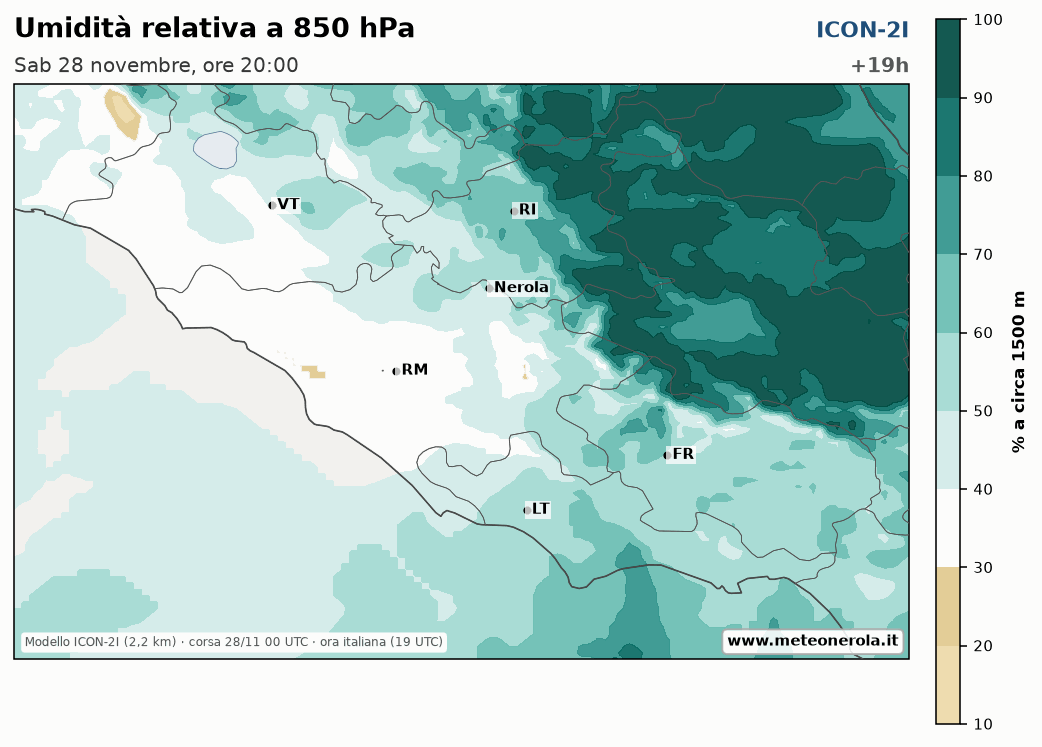 Umidità relativa a 850 hPa
ICON-2I
Sab 28 novembre, ore 20:00
+19h
100
90
80
70
60
50
40
30
20
10
% a circa 1500 m
VT
RI
Nerola
RM
FR
LT
Modello ICON-2I (2,2 km) · corsa 28/11 00 UTC · ora italiana (19 UTC)
www.meteonerola.it